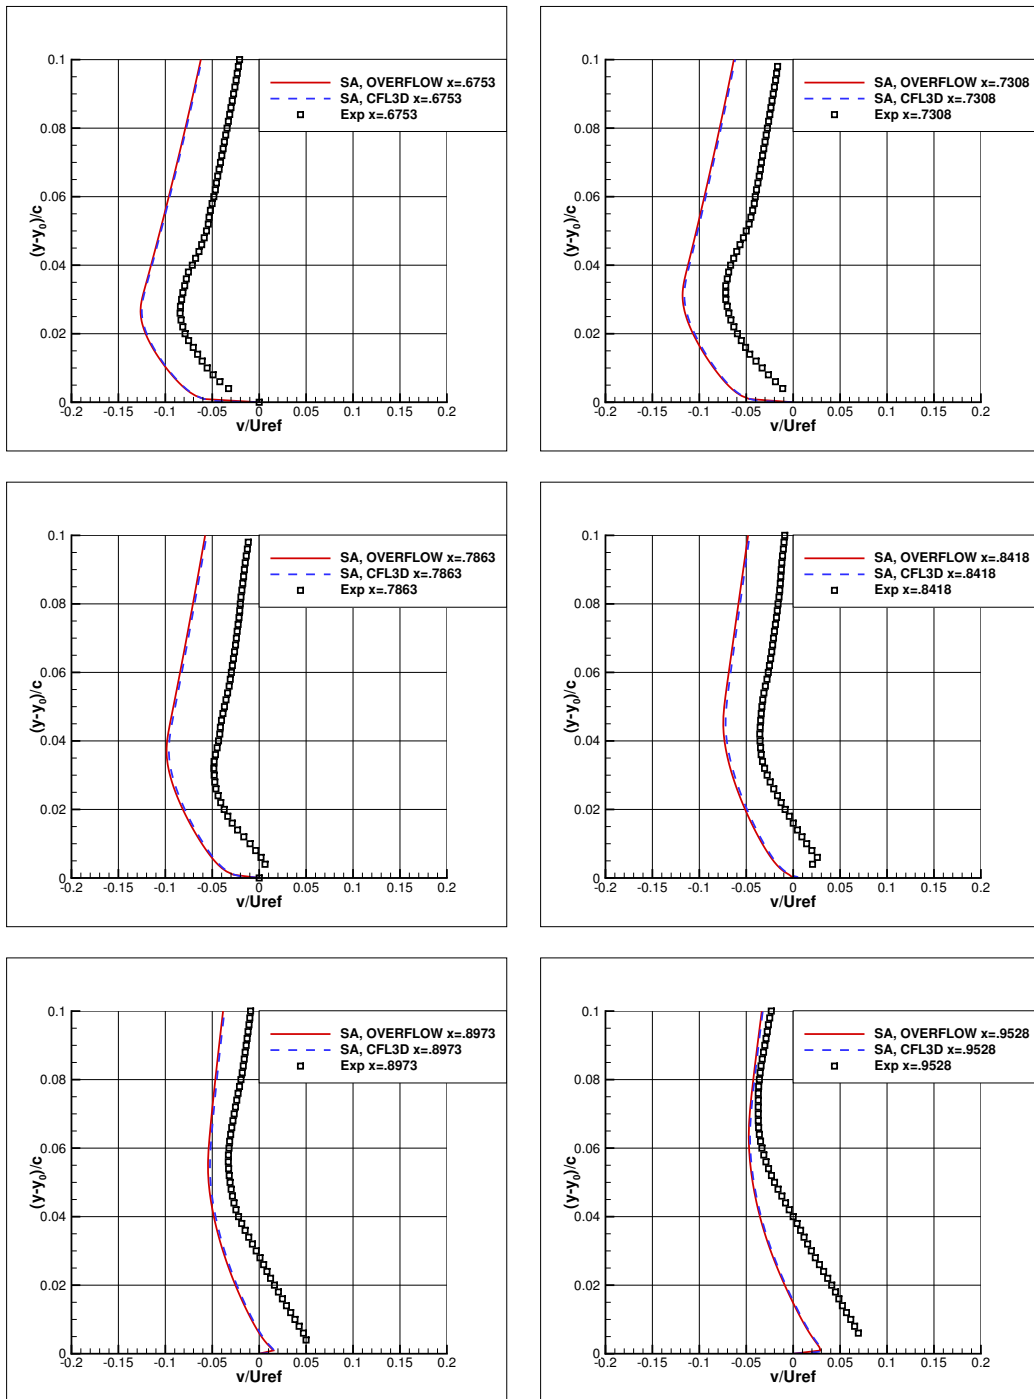 0.1
0.08
0.06
0.04
0.02
0
(y-y0)/c
-0.2 -0.15 -0.1 -0.05 0 0.05 0.1 0.15 0.2
v/Uref
SA, OVERFLOW x=.6753
SA, CFL3D x=.6753
Exp x=.6753
0.1
0.08
0.06
0.04
0.02
0
(y-y0)/c
-0.2 -0.15 -0.1 -0.05 0 0.05 0.1 0.15 0.2
v/Uref
SA, OVERFLOW x=.7308
SA, CFL3D x=.7308
Exp x=.7308
0.1
0.08
0.06
0.04
0.02
0
(y-y0)/c
-0.2 -0.15 -0.1 -0.05 0 0.05 0.1 0.15 0.2
v/Uref
SA, OVERFLOW x=.7863
SA, CFL3D x=.7863
Exp x=.7863
0.1
0.08
0.06
0.04
0.02
0
(y-y0)/c
-0.2 -0.15 -0.1 -0.05 0 0.05 0.1 0.15 0.2
v/Uref
SA, OVERFLOW x=.8418
SA, CFL3D x=.8418
Exp x=.8418
0.1
0.08
0.06
0.04
0.02
0
(y-y0)/c
-0.2 -0.15 -0.1 -0.05 0 0.05 0.1 0.15 0.2
v/Uref
SA, OVERFLOW x=.8973
SA, CFL3D x=.8973
Exp x=.8973
0.1
0.08
0.06
0.04
0.02
0
(y-y0)/c
-0.2 -0.15 -0.1 -0.05 0 0.05 0.1 0.15 0.2
v/Uref
SA, OVERFLOW x=.9528
SA, CFL3D x=.9528
Exp x=.9528